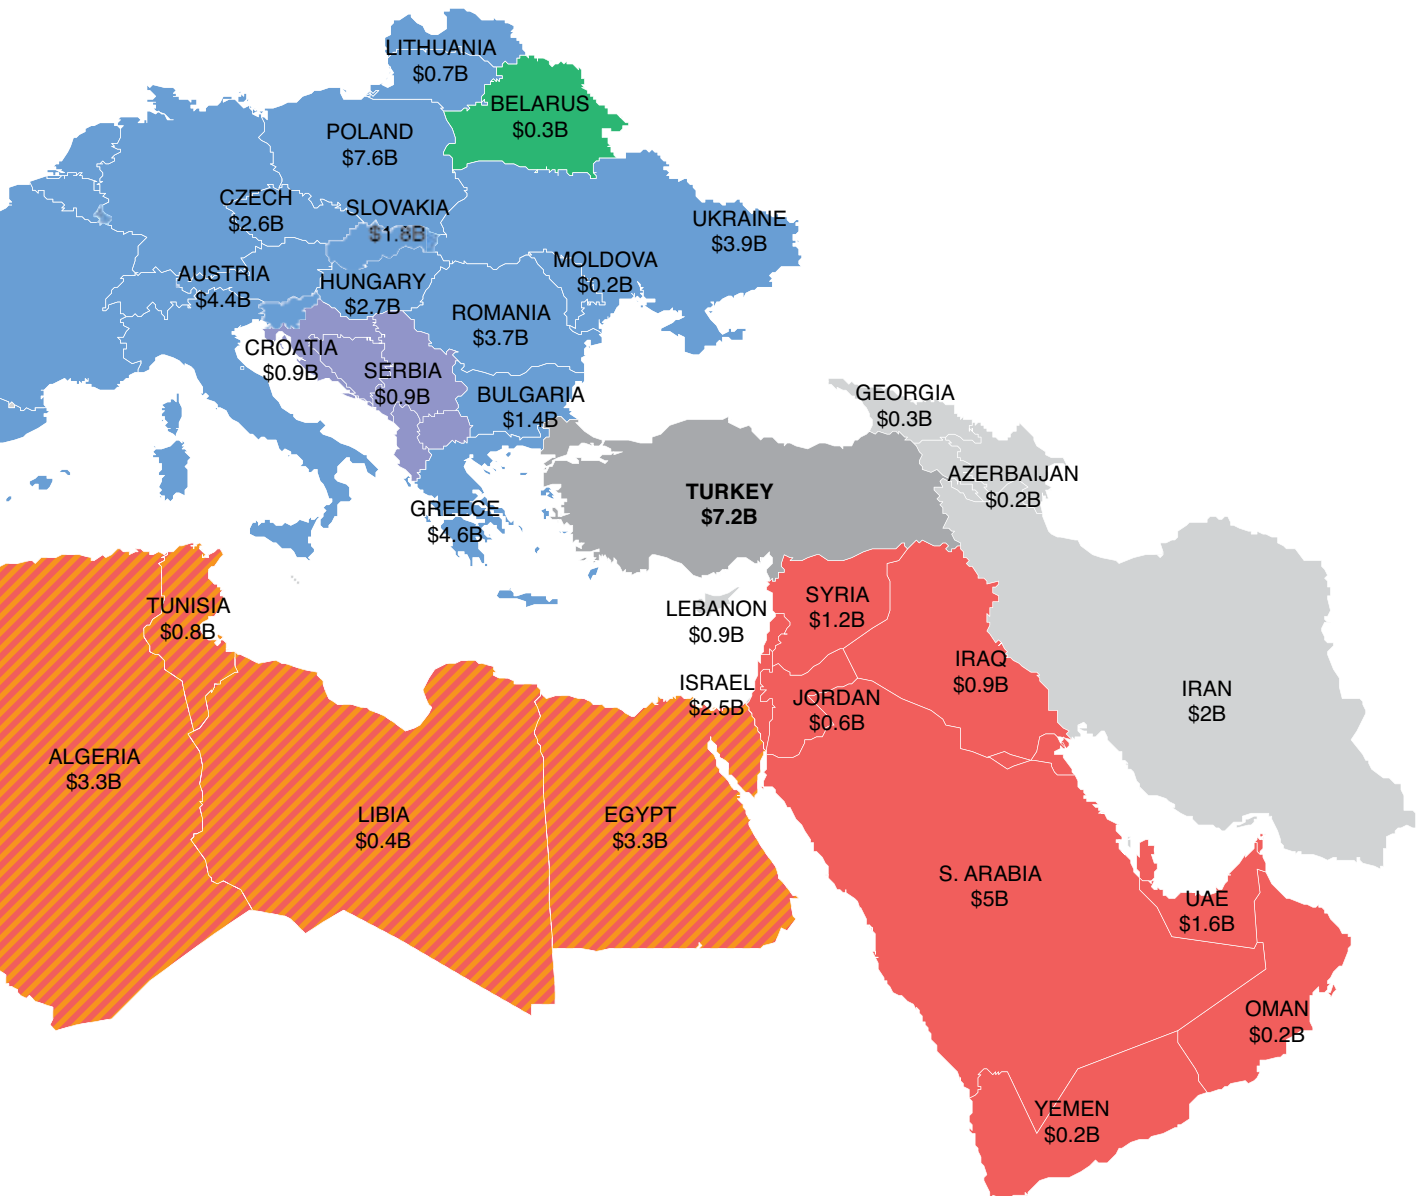 LITHUANIA
$0.7B
BELARUS
$0.3B
POLAND
$7.6B
CZECH
$2.6B
SLOVAKIA
$1.8B
UKRAINE
$3.9B
MOLDOVA
$0.2B
AUSTRIA
$4.4B
HUNGARY
$2.7B
ROMANIA
$3.7B
CROATIA
$0.9B
SERBIA
$0.9B
BULGARIA
$1.4B
GEORGIA
$0.3B
AZERBAIJAN
$0.2B
TURKEY
$7.2B
GREECE
$4.6B
TUNISIA
$0.8B
LEBANON
$0.9B
SYRIA
$1.2B
IRAQ
$0.9B
ISRAEL
$2.5B
JORDAN
$0.6B
IRAN
$2B
ALGERIA
$3.3B
LIBIA
$0.4B
EGYPT
$3.3B
S. ARABIA
$5B
UAE
$1.6B
OMAN
$0.2B
YEMEN
$0.2B